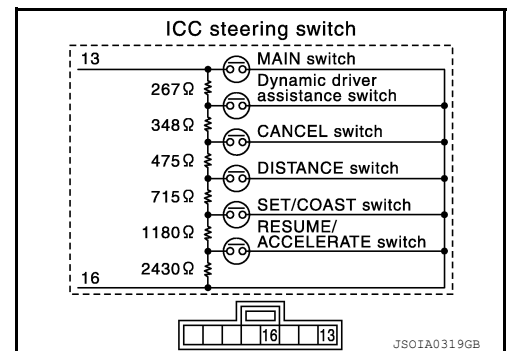 ICC steering switch
13
MAIN switch
267Ω
Dynamic driver
assistance switch
348Ω
CANCEL switch
475Ω
DISTANCE switch
715Ω
SET/COAST switch
1180Ω
RESUME/
ACCELERATE switch
2430Ω
16
16 13
JSOIA0319GB